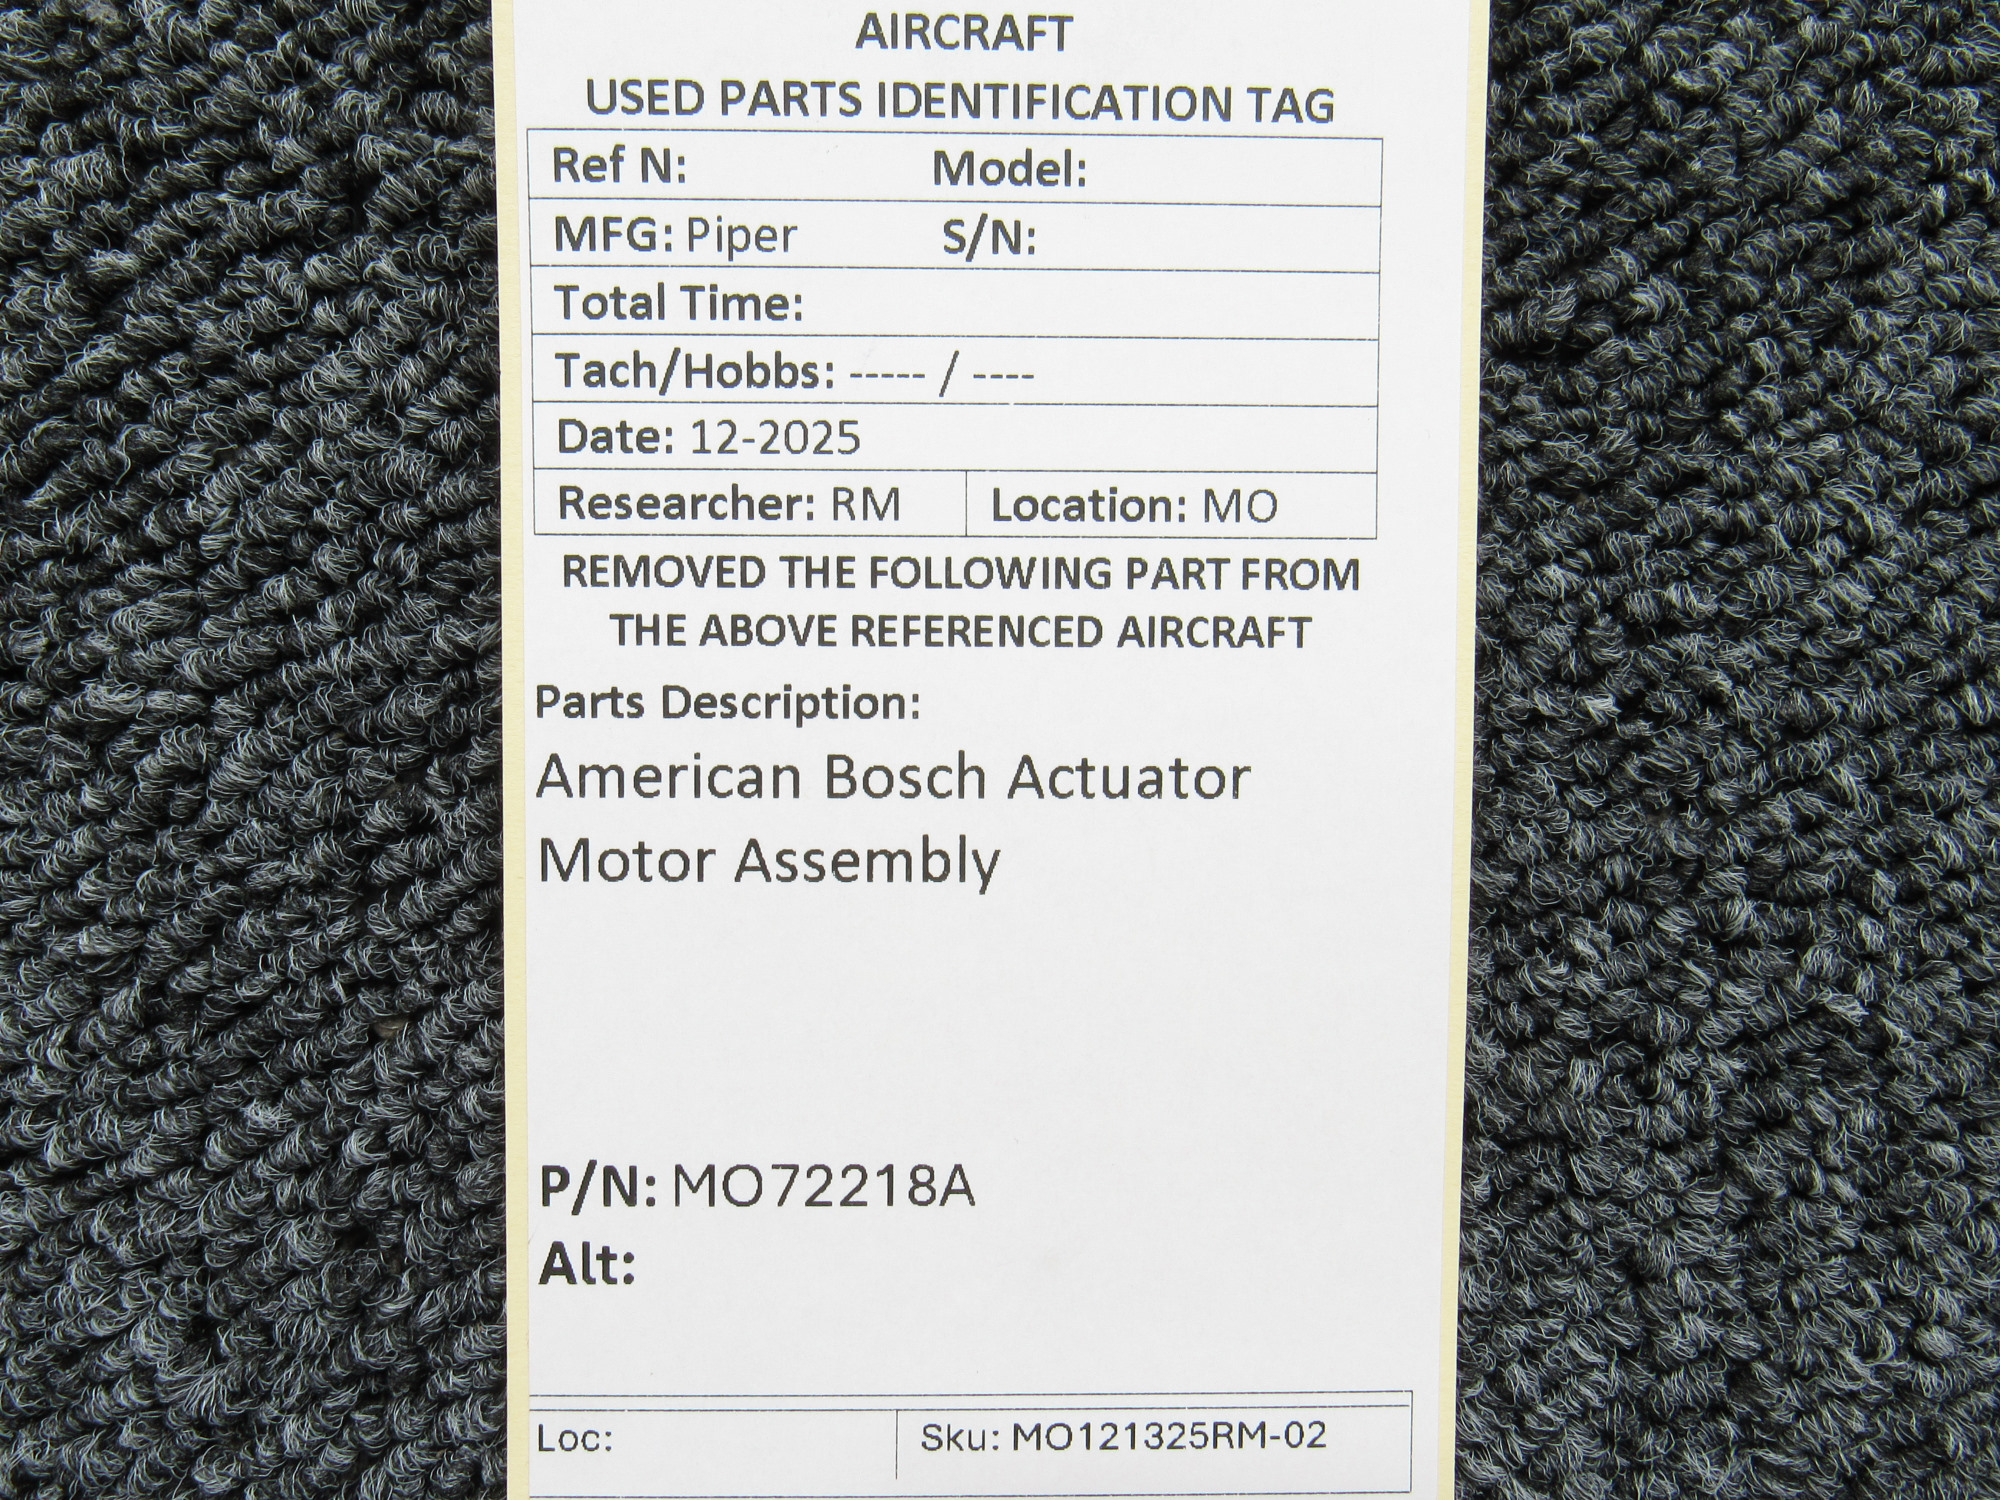 AIRCRAFT
USED PARTS IDENTIFICATION TAG
Ref N: Model:
MFG: Piper S/N:
Total Time:
Tach/Hobbs: ----- / ----
Date: 12-2025
Researcher: RM Location: MO
REMOVED THE FOLLOWING PART FROM
THE ABOVE REFERENCED AIRCRAFT
Parts Description:
American Bosch Actuator
Motor Assembly
P/N: MO72218A
Alt:
Loc: Sku: MO121325RM-02